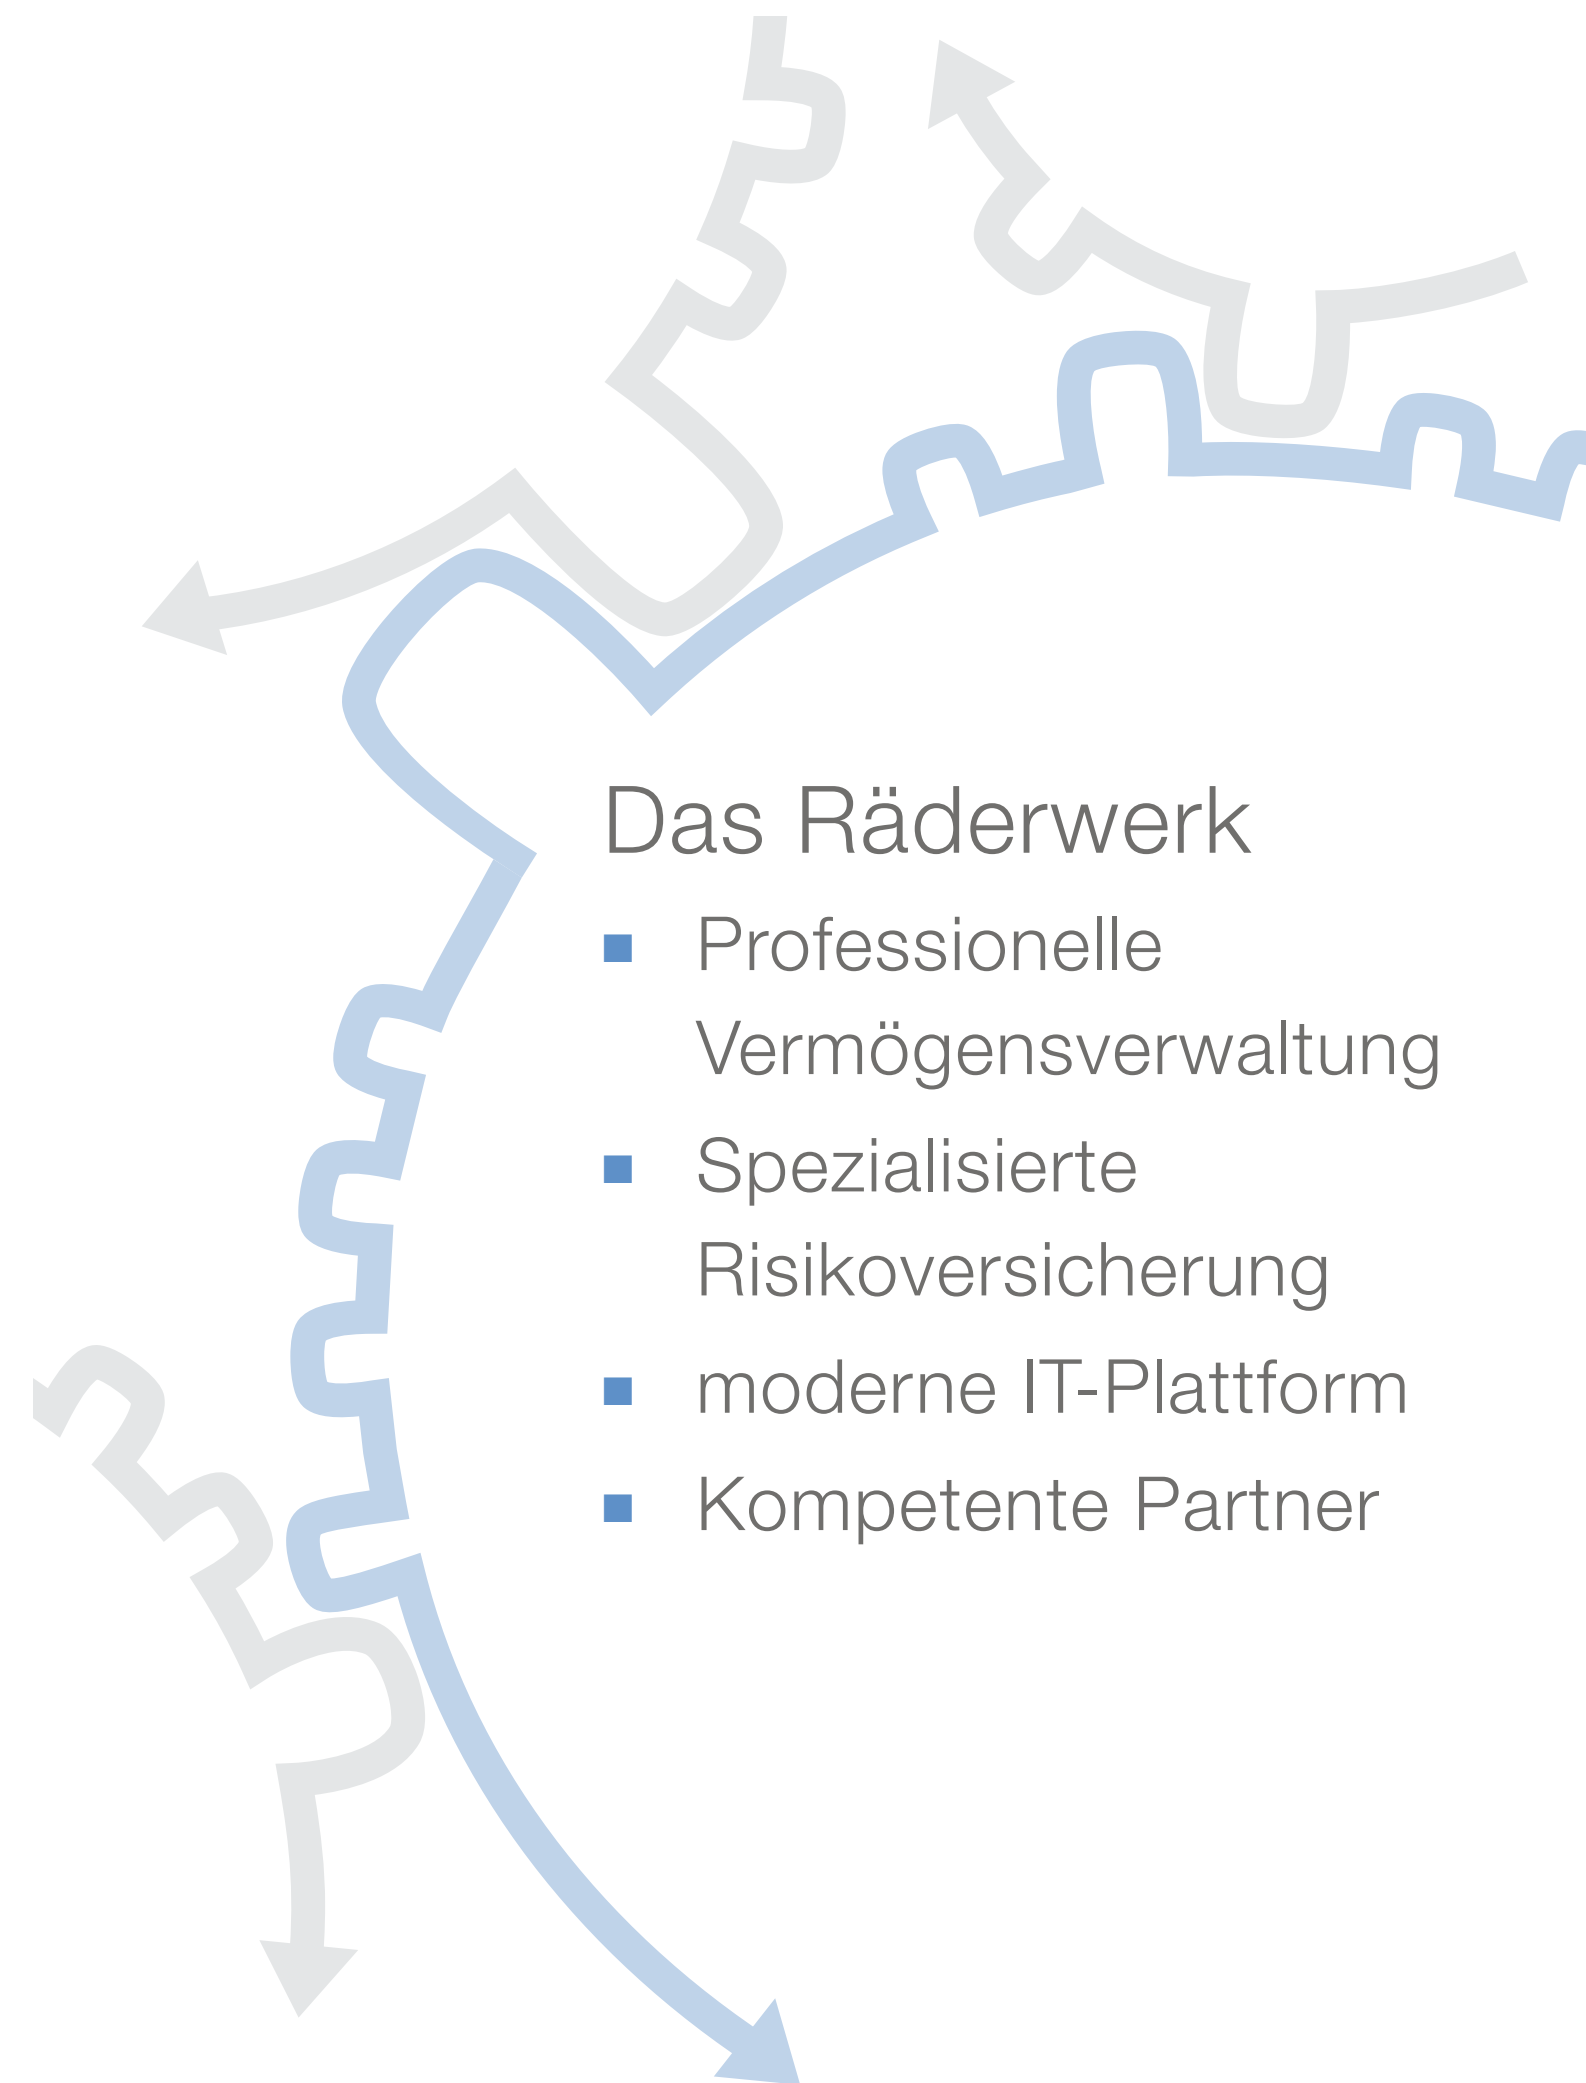 Das Räderwerk
■ Professionelle
Vermögensverwaltung
■ Spezialisierte
Risikoversicherung
■ moderne IT-Plattform
■ Kompetente Partner